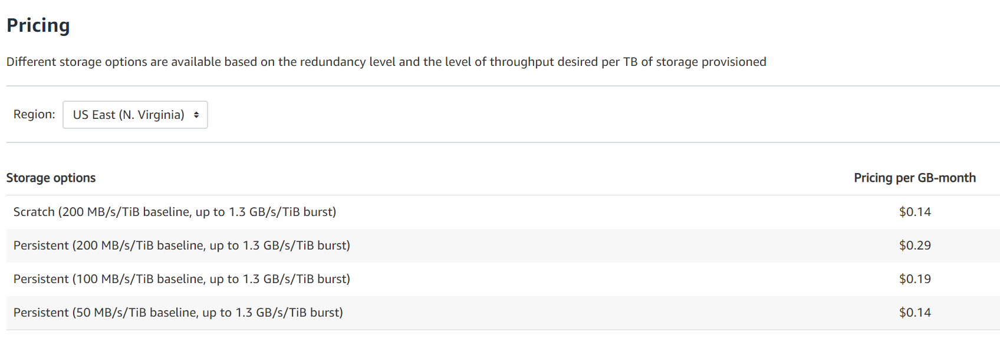 Pricing
Different storage options are available based on the redundancy level and the level of throughput desired per TB of storage provisioned
Region: US East (N. Virginia)
Storage options Pricing per GB-month
Scratch (200 MB/s/TiB baseline, up to 1.3 GB/s/TiB burst) $0.14
Persistent (200 MB/s/TiB baseline, up to 1.3 GB/s/TiB burst) $0.29
Persistent (100 MB/s/TiB baseline, up to 1.3 GB/s/TiB burst) $0.19
Persistent (50 MB/s/TiB baseline, up to 1.3 GB/s/TiB burst) $0.14